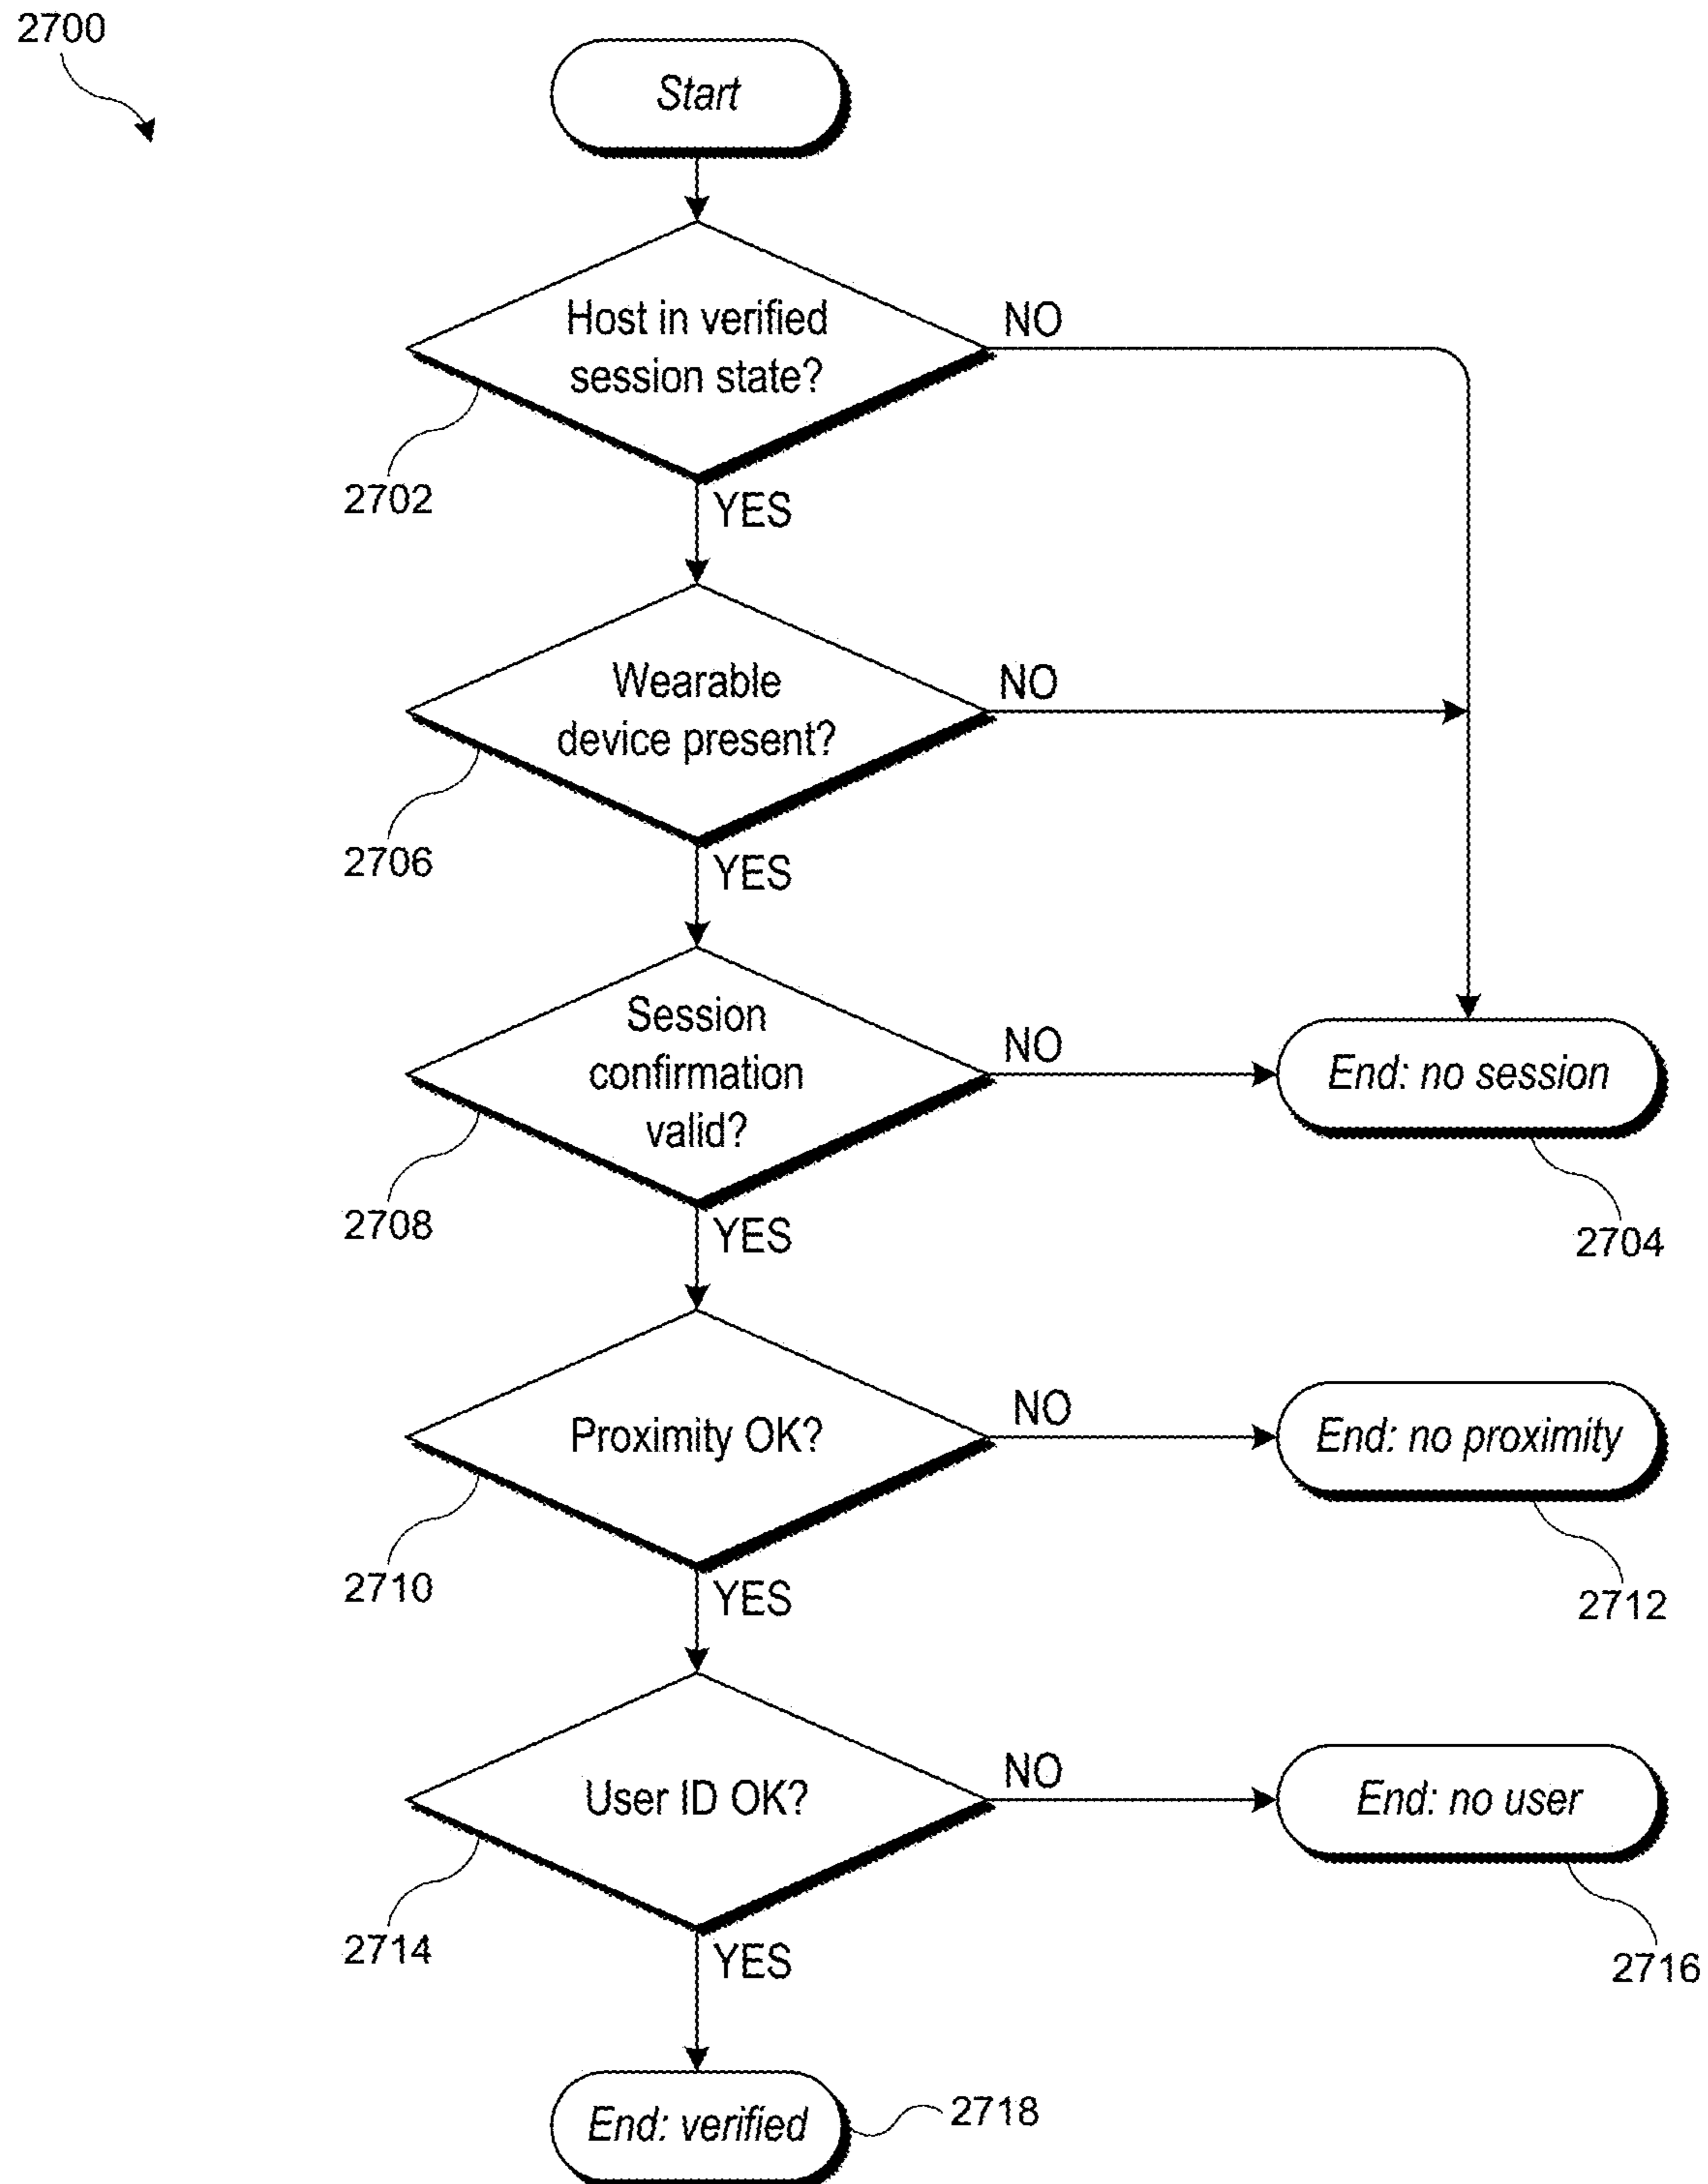 2700
Start
Host in verified
session state?
NO
2702
YES
Wearable
device present?
NO
2706
YES
Session
confirmation
valid?
NO
End: no session
2708
2704
YES
Proximity OK?
NO
End: no proximity
2710
2712
YES
User ID OK?
NO
End: no user
2714
2716
YES
End: verified
2718